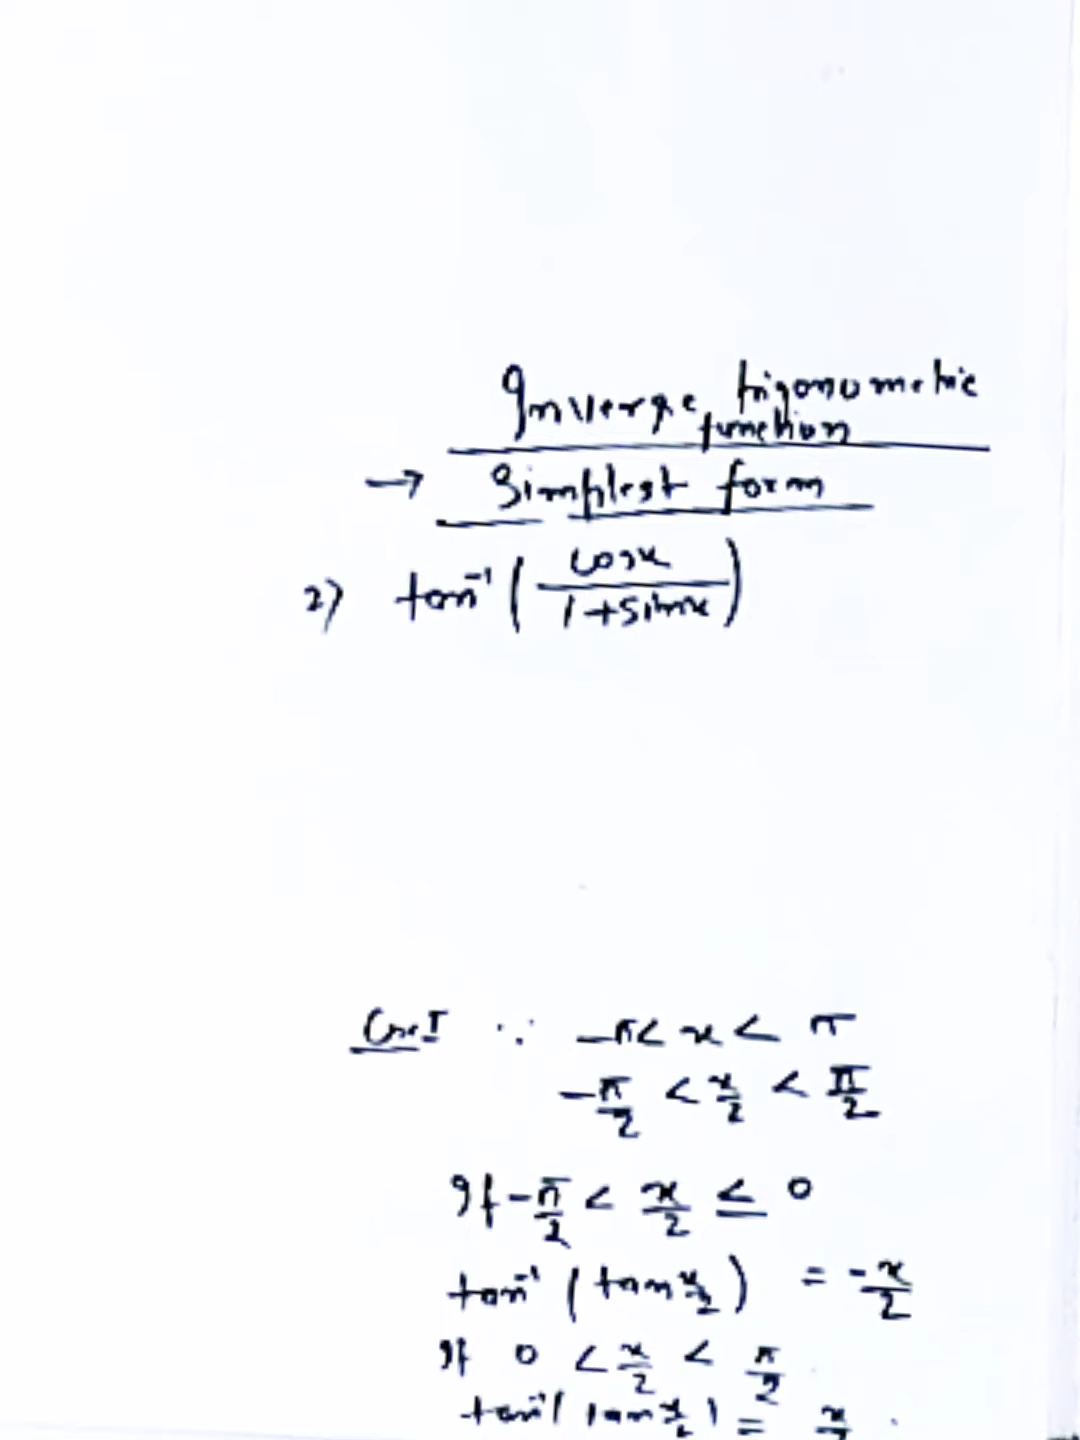 Inverse trigonometric
function
→ Simplest form
2) tan⁻¹ ( cosx / 1+sinx )
Case I ∵ -π < x < π
-π/2 < x/2 < π/2
If -π/2 < x/2 ≤ 0
tan⁻¹ ( tan x/2 ) = -x/2
If 0 < x/2 < π/2
tan⁻¹ ( tan x/2 ) = x/2